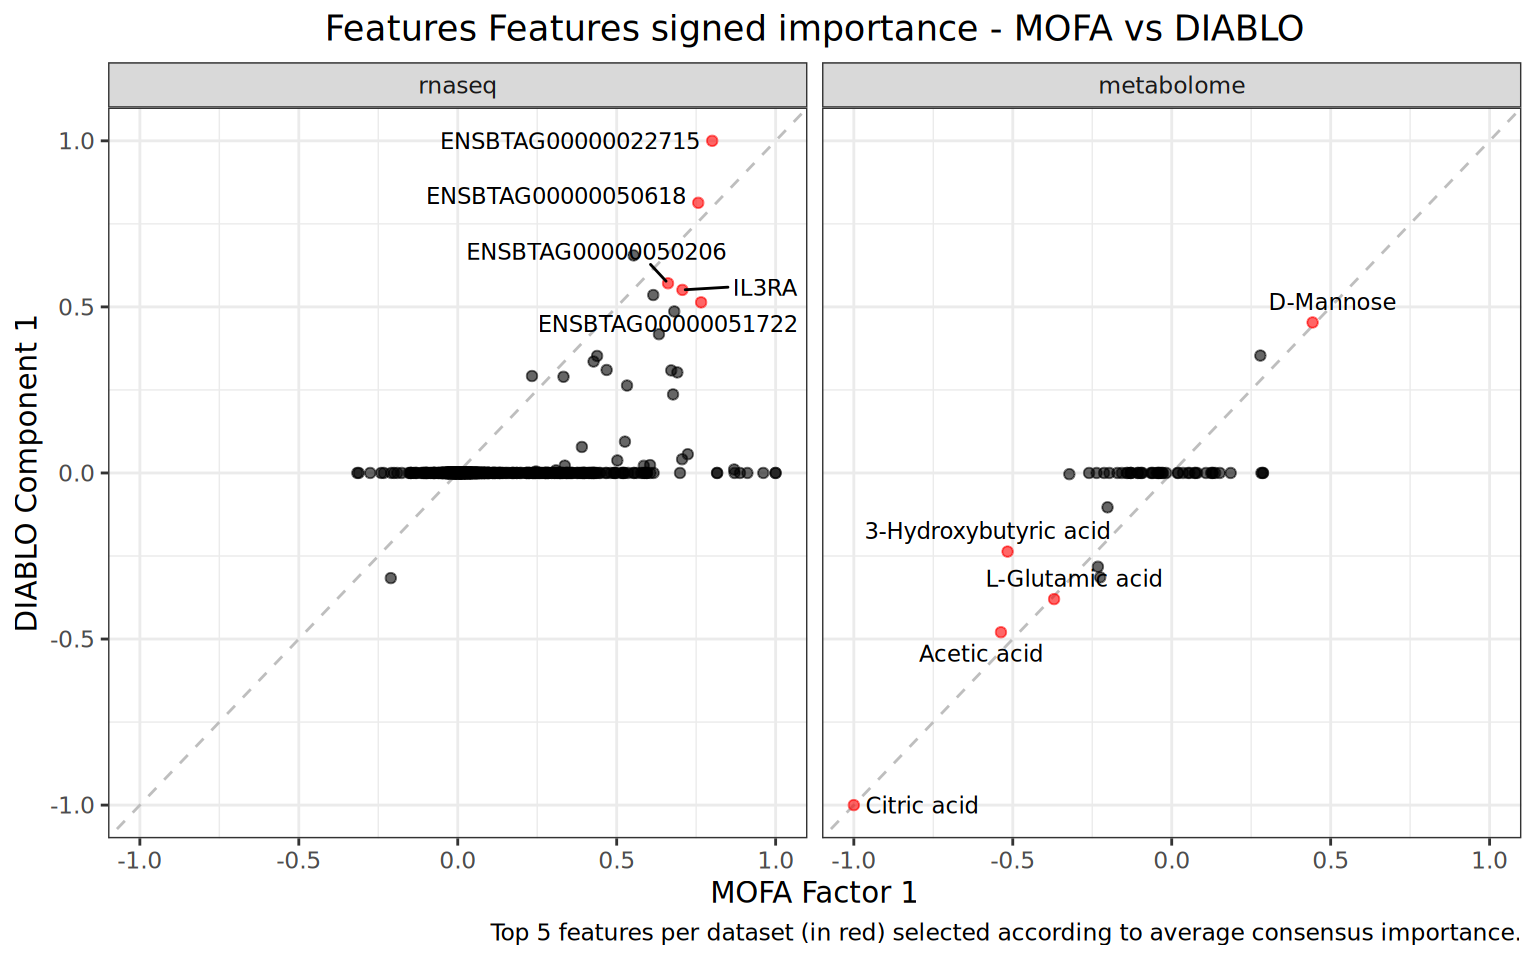 Features Features signed importance - MOFA vs DIABLO
rnaseq
metabolome
DIABLO Component 1
1.0
0.5
0.0
-0.5
-1.0
ENSBTAG00000022715
ENSBTAG00000050618
ENSBTAG00000050206
IL3RA
ENSBTAG00000051722
D-Mannose
3-Hydroxybutyric acid
L-Glutamic acid
Acetic acid
Citric acid
-1.0 -0.5 0.0 0.5 1.0
-1.0 -0.5 0.0 0.5 1.0
MOFA Factor 1
Top 5 features per dataset (in red) selected according to average consensus importance.